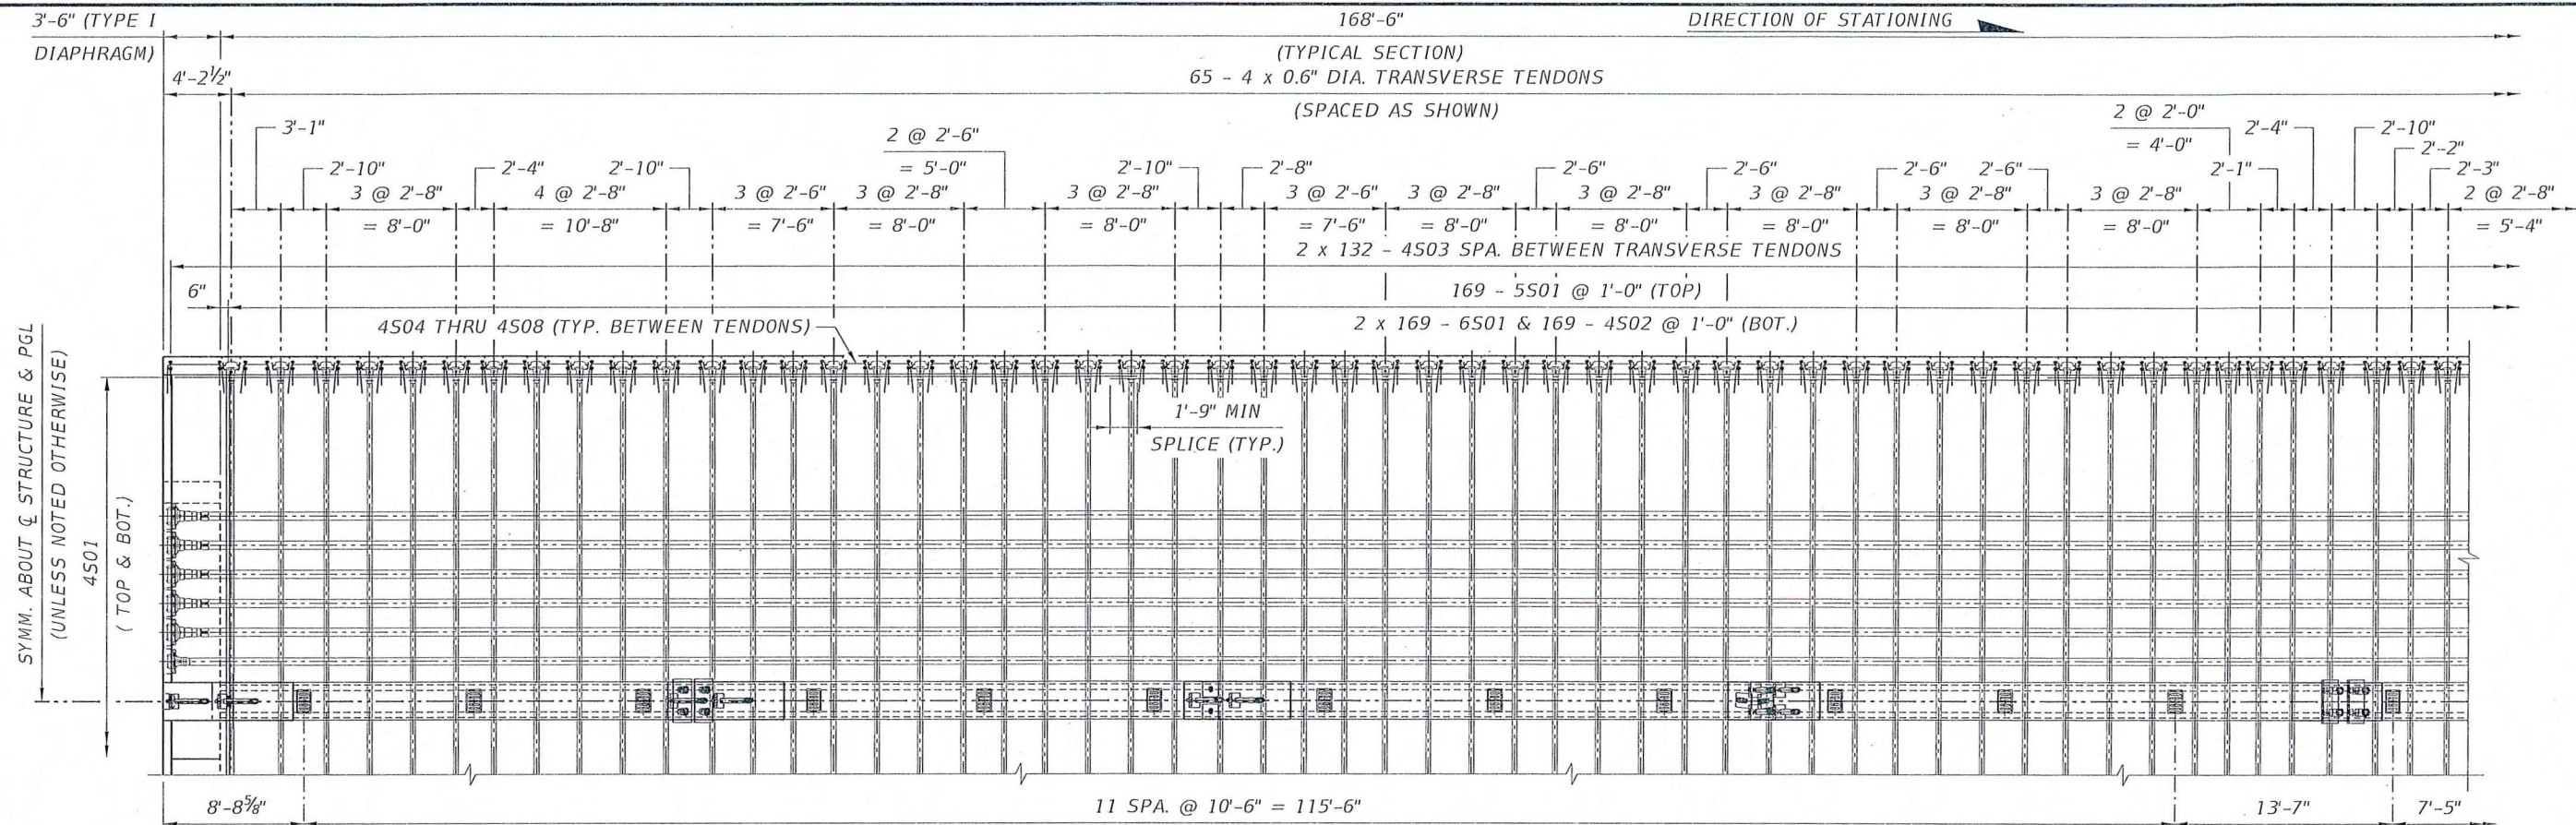 3'-6" (TYPE I
DIAPHRAGM)
168'-6"
DIRECTION OF STATIONING
(TYPICAL SECTION)
4'-2½"
65 - 4 x 0.6" DIA. TRANSVERSE TENDONS
(SPACED AS SHOWN)
3'-1"
2'-10"
3 @ 2'-8"
= 8'-0"
2'-4"
4 @ 2'-8"
= 10'-8"
2'-10"
3 @ 2'-6"
= 7'-6"
3 @ 2'-8"
= 8'-0"
2 @ 2'-6"
= 5'-0"
3 @ 2'-8"
= 8'-0"
2'-10"
2'-8"
3 @ 2'-6"
= 7'-6"
3 @ 2'-8"
= 8'-0"
2'-6"
3 @ 2'-8"
= 8'-0"
2'-6"
3 @ 2'-8"
= 8'-0"
2'-6"
3 @ 2'-8"
= 8'-0"
2'-6"
3 @ 2'-8"
= 8'-0"
2 @ 2'-0"
= 4'-0"
2'-1"
2'-4"
2'-10"
2'-2"
2'-3"
2 @ 2'-8"
= 5'-4"
2 x 132 - 4S03 SPA. BETWEEN TRANSVERSE TENDONS
6"
169 - 5S01 @ 1'-0" (TOP)
4S04 THRU 4S08 (TYP. BETWEEN TENDONS)
2 x 169 - 6S01 & 169 - 4S02 @ 1'-0" (BOT.)
1'-9" MIN
SPLICE (TYP.)
SYMM. ABOUT ℄ STRUCTURE & PGL
(UNLESS NOTED OTHERWISE)
4S01
( TOP & BOT.)
8'-8⅝"
11 SPA. @ 10'-6" = 115'-6"
13'-7"
7'-5"